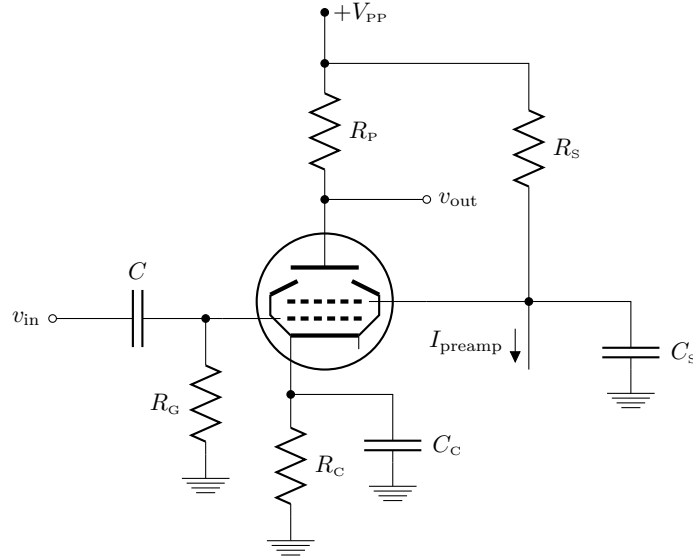 +V_PP
R_P
R_S
v_out
C
v_in
I_preamp
C_S
R_G
R_C
C_C